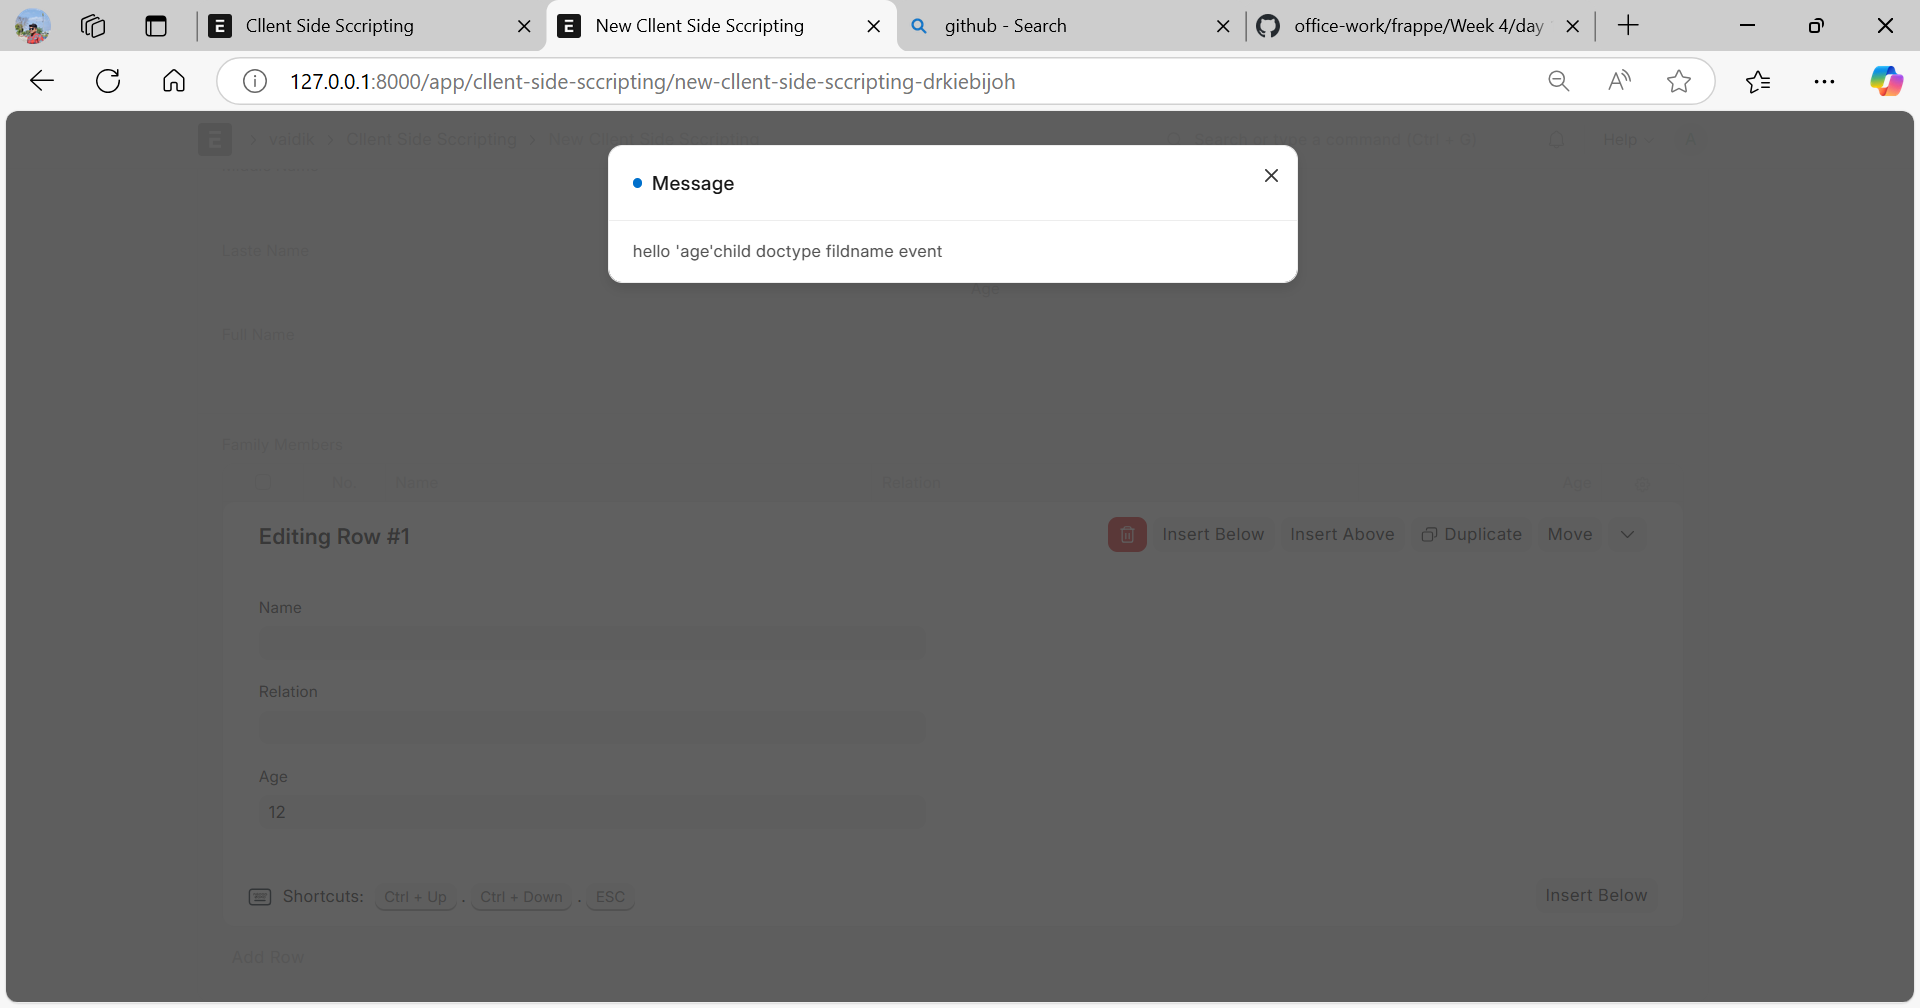 Cllent Side Sccripting
New Cllent Side Sccripting
github - Search
office-work/frappe/Week 4/day
127.0.0.1:8000/app/cllent-side-sccripting/new-cllent-side-sccripting-drkiebijoh
E > vaidik > Cllent Side Sccripting > New Cllent Side Sccripting
Search or type a command (Ctrl + G)
Help
A
Message
hello 'age'child doctype fildname event
Laste Name
Age
Full Name
Family Members
No.
Name
Relation
Age
Editing Row #1
Insert Below
Insert Above
Duplicate
Move
Name
Relation
Age
12
Shortcuts: Ctrl + Up . Ctrl + Down . ESC
Insert Below
Add Row